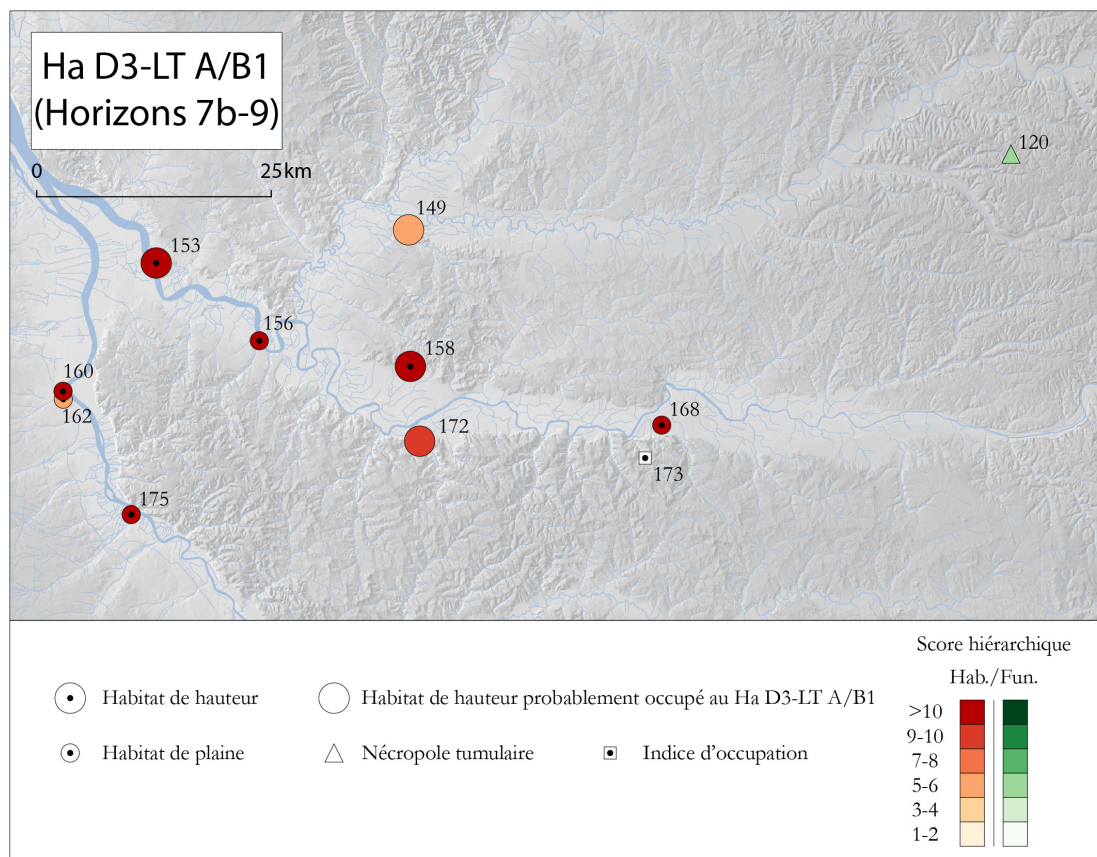 Ha D3-LT A/B1
(Horizons 7b-9)
0 25km
120
149
153
156
158
160
162
168
172
173
175
Score hiérarchique
Hab./Fun.
Habitat de hauteur
Habitat de hauteur probablement occupé au Ha D3-LT A/B1
Habitat de plaine
Nécropole tumulaire
Indice d'occupation
>10
9-10
7-8
5-6
3-4
1-2